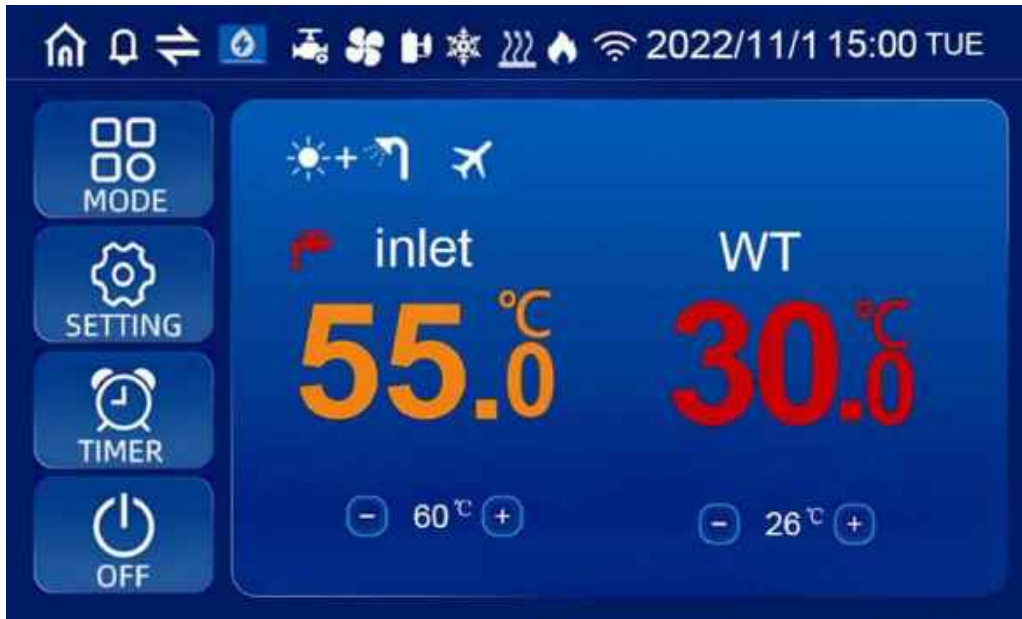 2022/11/1 15:00 TUE
MODE
SETTING
TIMER
OFF
inlet
55.0°C
60℃
WT
30.0°C
26℃